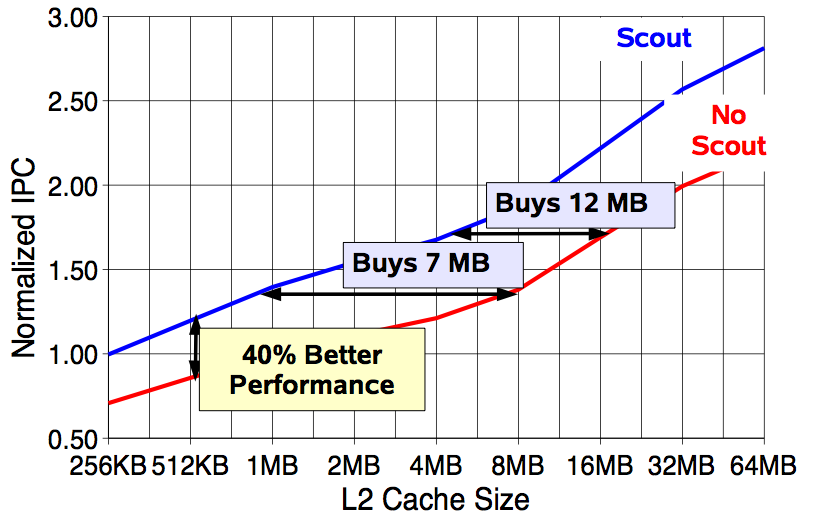 3.00
2.50
2.00
1.50
1.00
0.50
Normalized IPC
Scout
No
Scout
Buys 12 MB
Buys 7 MB
40% Better
Performance
256KB 512KB 1MB 2MB 4MB 8MB 16MB 32MB 64MB
L2 Cache Size